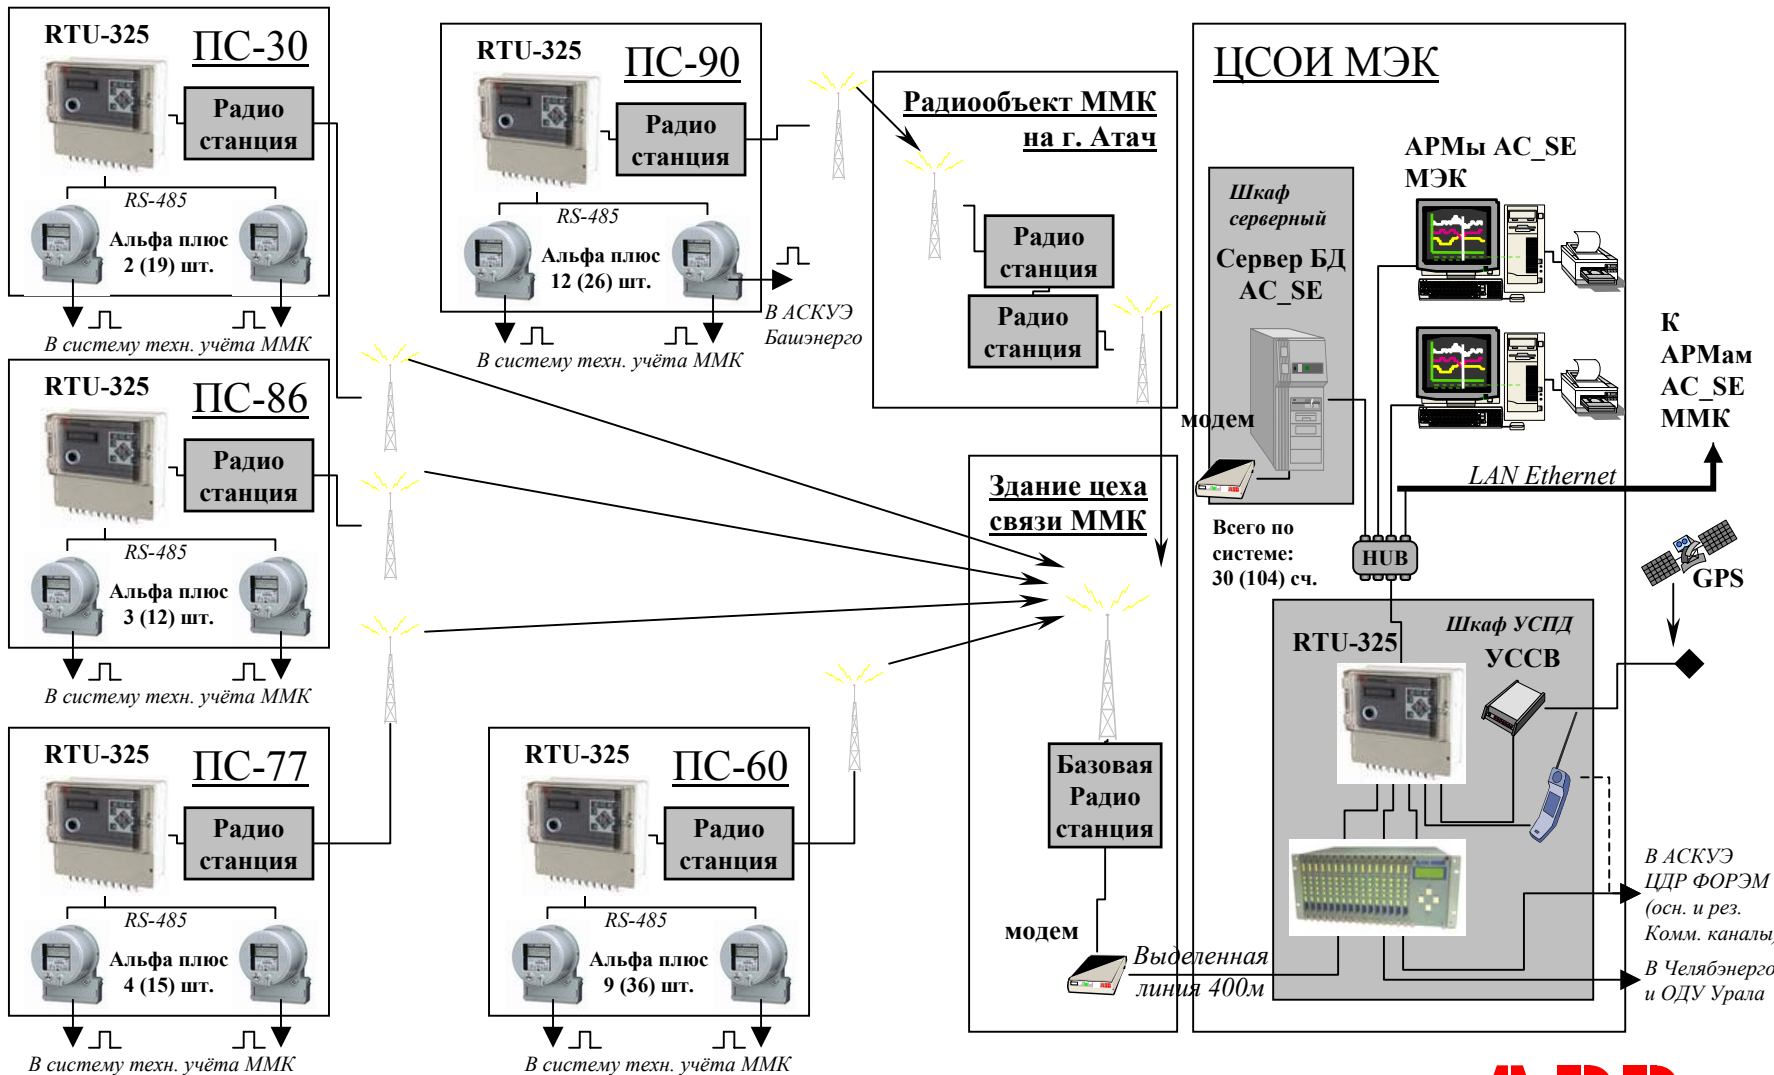 RTU-325
ПС-30
Радио
станция
RS-485
Альфа плюс
2 (19) шт.
В систему техн. учёта ММК
RTU-325
ПС-90
Радио
станция
RS-485
Альфа плюс
12 (26) шт.
В АСКУЭ
Башэнерго
В систему техн. учёта ММК
Радиообъект ММК
на г. Атач
Радио
станция
Радио
станция
RTU-325
ПС-86
Радио
станция
RS-485
Альфа плюс
3 (12) шт.
В систему техн. учёта ММК
RTU-325
ПС-77
Радио
станция
RS-485
Альфа плюс
4 (15) шт.
В систему техн. учёта ММК
RTU-325
ПС-60
Радио
станция
RS-485
Альфа плюс
9 (36) шт.
В систему техн. учёта ММК
Здание цеха
связи ММК
Базовая
Радио
станция
модем
Выделенная
линия 400м
ЦСОИ МЭК
Шкаф
серверный
Сервер БД
AC_SE
модем
АРМы AC_SE
МЭК
К
АРМам
AC_SE
ММК
LAN Ethernet
Всего по
системе:
30 (104) сч.
HUB
GPS
Шкаф УСПД
RTU-325
УССВ
В АСКУЭ
ЦДР ФОРЭМ
(осн. и рез.
Комм. каналы)
В Челябэнерго
и ОДУ Урала
ABB